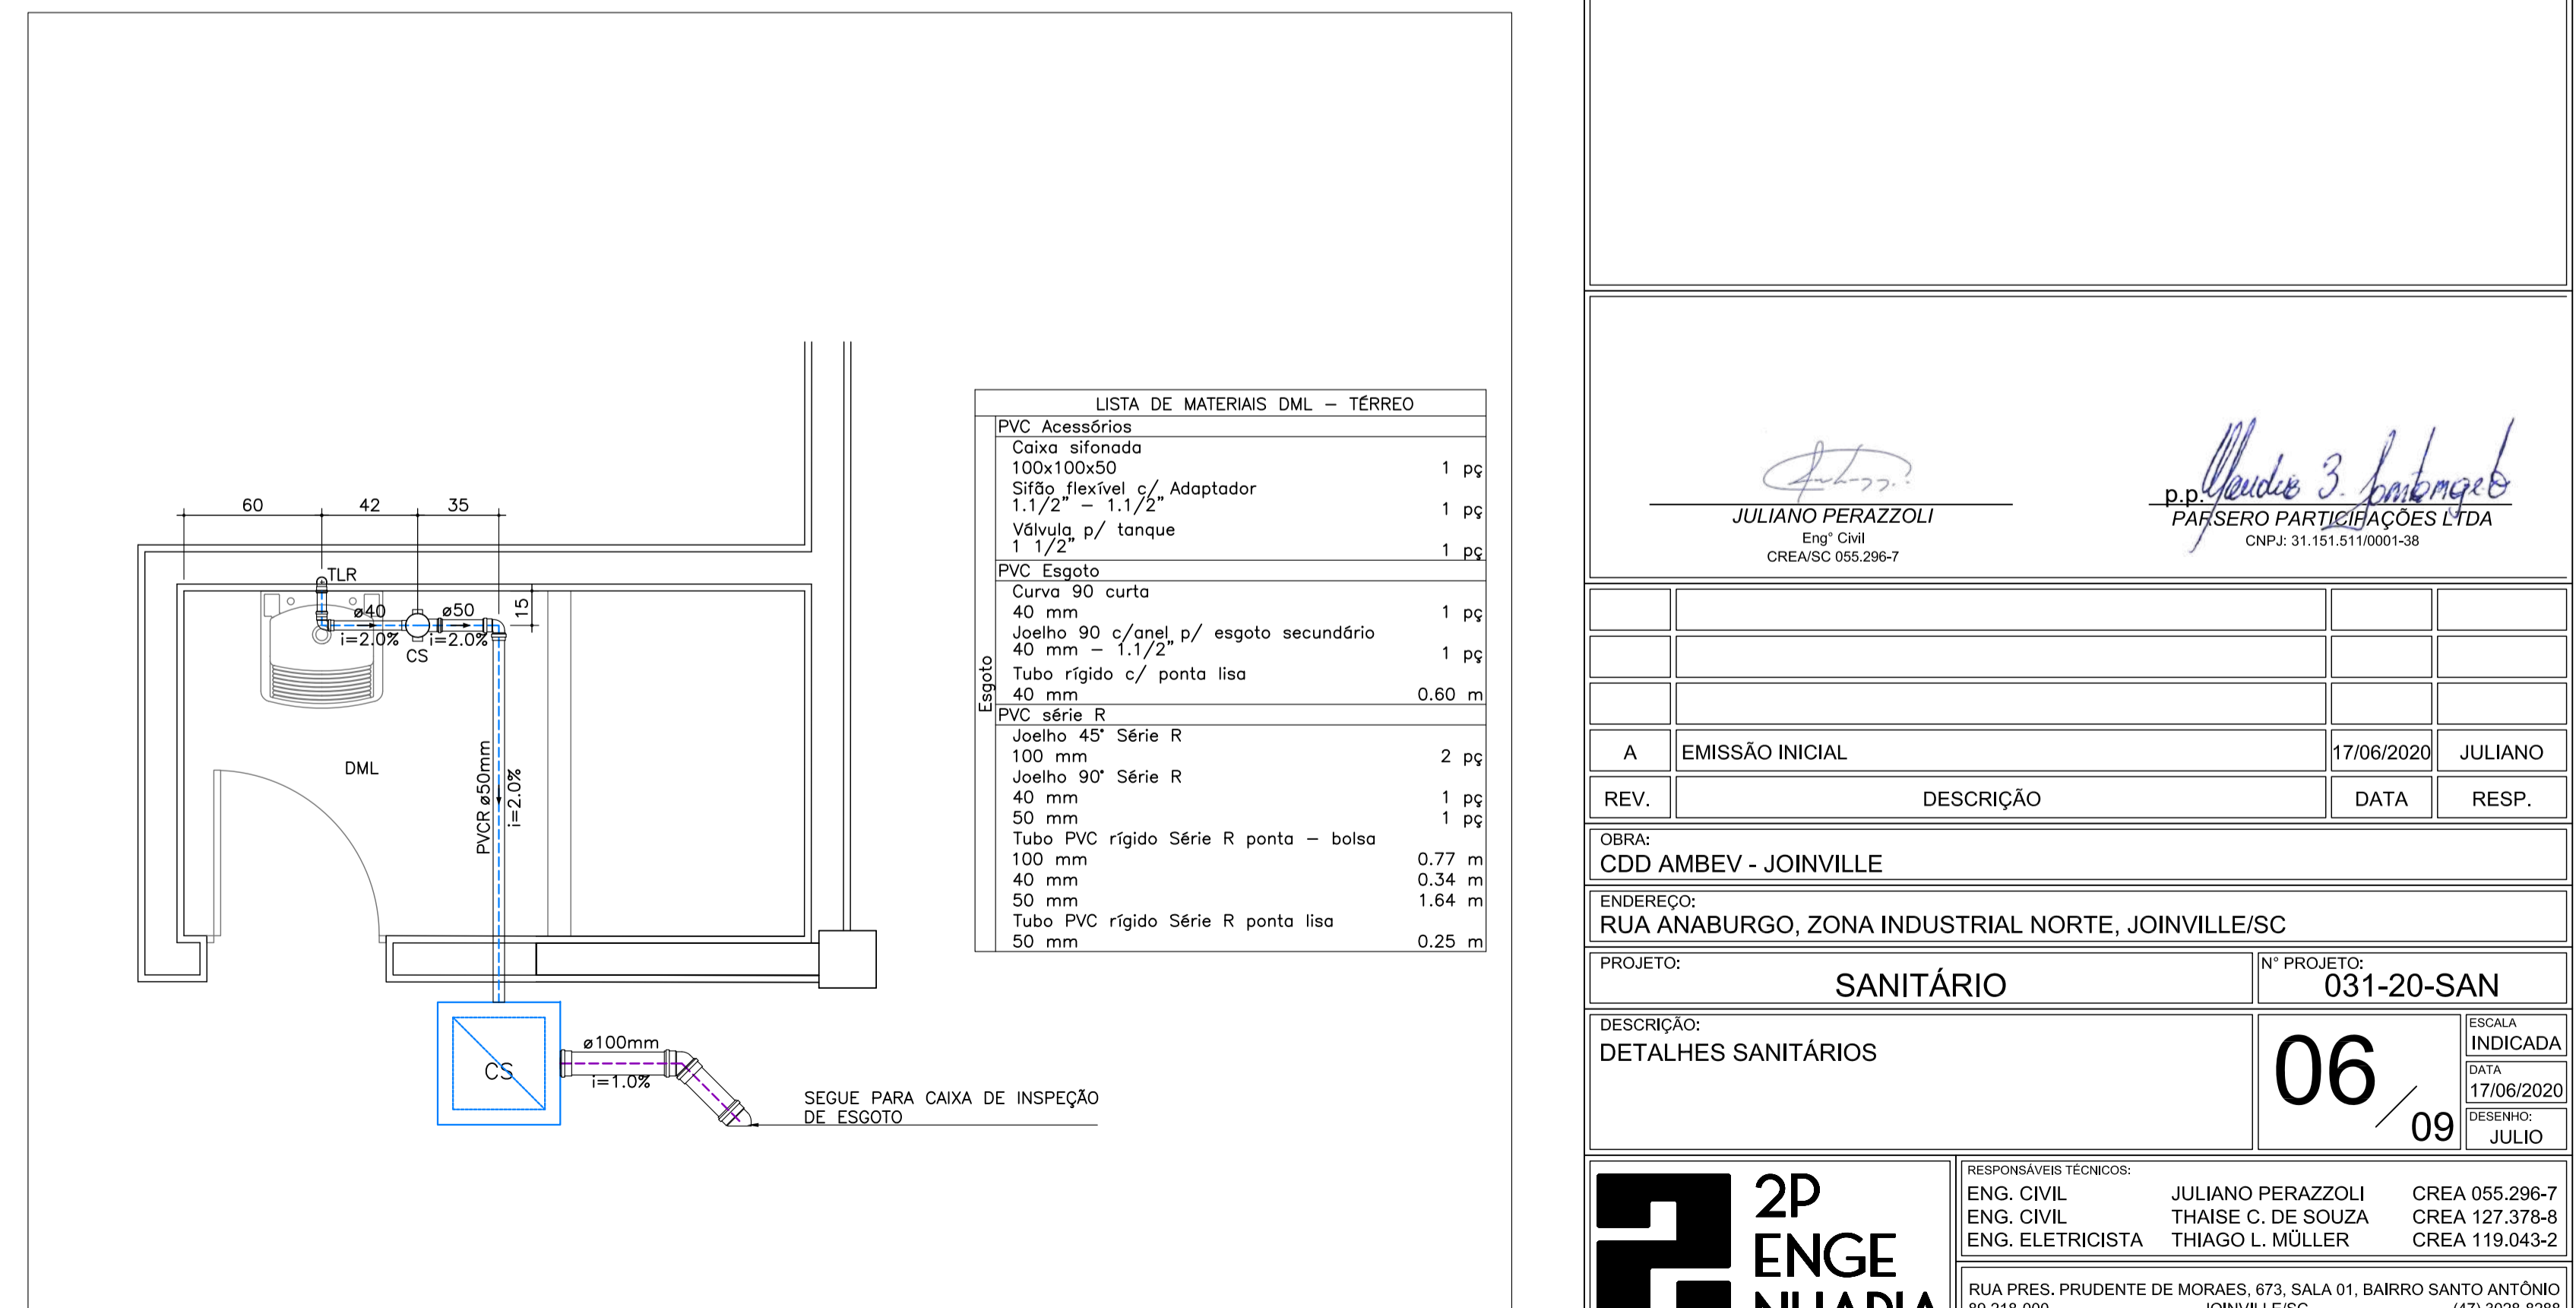 60 42 35
TLR
ø40 ø50 15
i=2.0% i=2.0%
CS
DML
PVCR ø50mm
i=2.0%
CS
ø100mm
i=1.0%
SEGUE PARA CAIXA DE INSPEÇÃO
DE ESGOTO
LISTA DE MATERIAIS DML – TÉRREO
Esgoto
PVC Acessórios
Caixa sifonada
100x100x50 1 pç
Sifão flexível c/ Adaptador
1.1/2" – 1.1/2" 1 pç
Válvula p/ tanque
1 1/2" 1 pç
PVC Esgoto
Curva 90 curta
40 mm 1 pç
Joelho 90 c/anel p/ esgoto secundário
40 mm – 1.1/2" 1 pç
Tubo rígido c/ ponta lisa
40 mm 0.60 m
PVC série R
Joelho 45° Série R
100 mm 2 pç
Joelho 90° Série R
40 mm 1 pç
50 mm 1 pç
Tubo PVC rígido Série R ponta – bolsa
100 mm 0.77 m
40 mm 0.34 m
50 mm 1.64 m
Tubo PVC rígido Série R ponta lisa
50 mm 0.25 m
JULIANO PERAZZOLI
Eng° Civil
CREA/SC 055.296-7
p.p.
PARSERO PARTICIPAÇÕES LTDA
CNPJ: 31.151.511/0001-38
A EMISSÃO INICIAL 17/06/2020 JULIANO
REV. DESCRIÇÃO DATA RESP.
OBRA:
CDD AMBEV - JOINVILLE
ENDEREÇO:
RUA ANABURGO, ZONA INDUSTRIAL NORTE, JOINVILLE/SC
PROJETO:
SANITÁRIO
N° PROJETO:
031-20-SAN
DESCRIÇÃO:
DETALHES SANITÁRIOS
06/09
ESCALA
INDICADA
DATA
17/06/2020
DESENHO:
JULIO
2P
ENGE
NHARIA
RESPONSÁVEIS TÉCNICOS:
ENG. CIVIL JULIANO PERAZZOLI CREA 055.296-7
ENG. CIVIL THAISE C. DE SOUZA CREA 127.378-8
ENG. ELETRICISTA THIAGO L. MÜLLER CREA 119.043-2
RUA PRES. PRUDENTE DE MORAES, 673, SALA 01, BAIRRO SANTO ANTÔNIO
JOINVILLE/SC